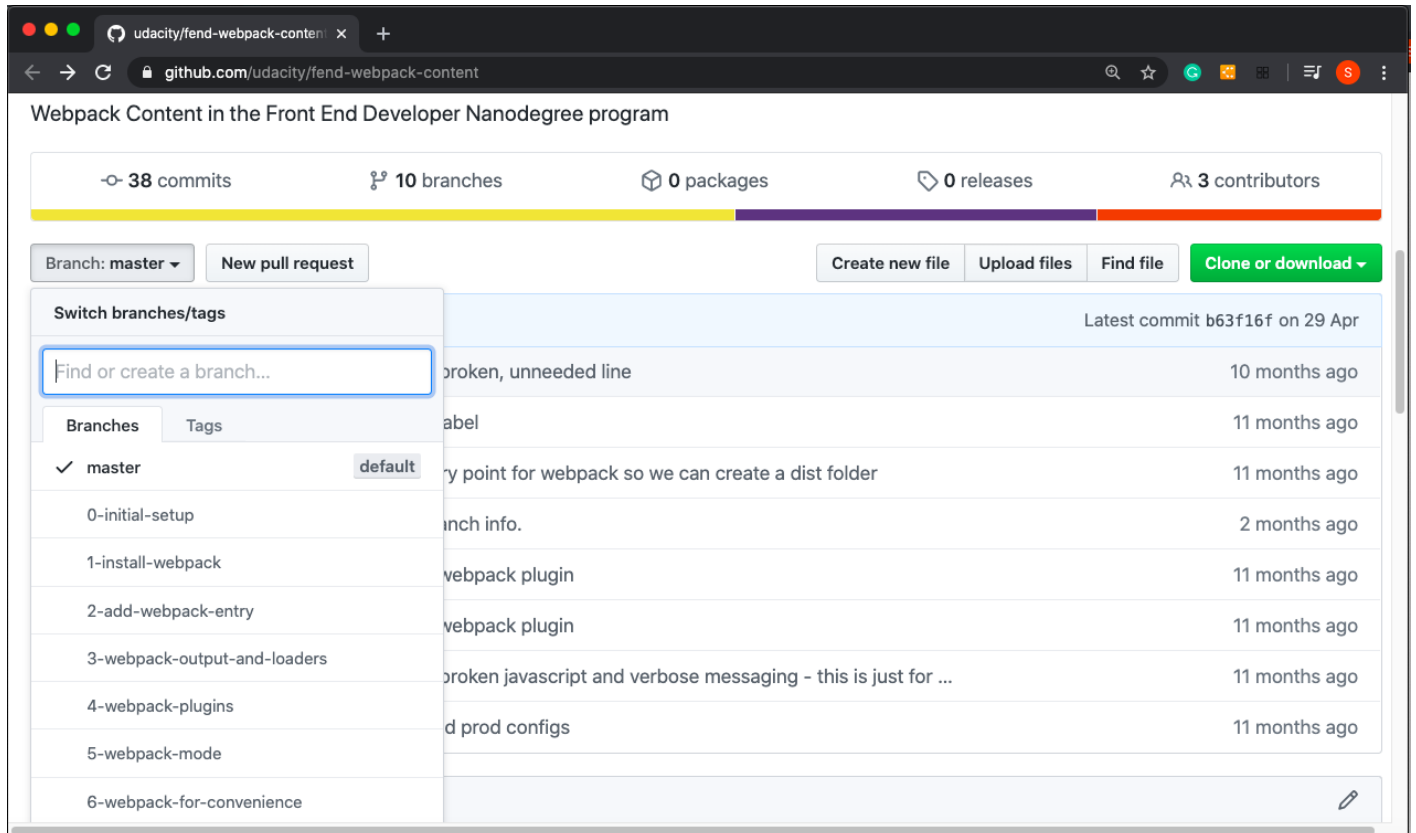 udacity/fend-webpack-conten
github.com/udacity/fend-webpack-content
S
Webpack Content in the Front End Developer Nanodegree program
38 commits
10 branches
0 packages
0 releases
3 contributors
Branch: master
New pull request
Create new file
Upload files
Find file
Clone or download
Switch branches/tags
Latest commit b63f16f on 29 Apr
Find or create a branch...
broken, unneeded line
10 months ago
Branches
Tags
abel
11 months ago
master
default
ry point for webpack so we can create a dist folder
11 months ago
0-initial-setup
anch info.
2 months ago
1-install-webpack
webpack plugin
11 months ago
2-add-webpack-entry
webpack plugin
11 months ago
3-webpack-output-and-loaders
broken javascript and verbose messaging - this is just for ...
11 months ago
4-webpack-plugins
d prod configs
11 months ago
5-webpack-mode
6-webpack-for-convenience